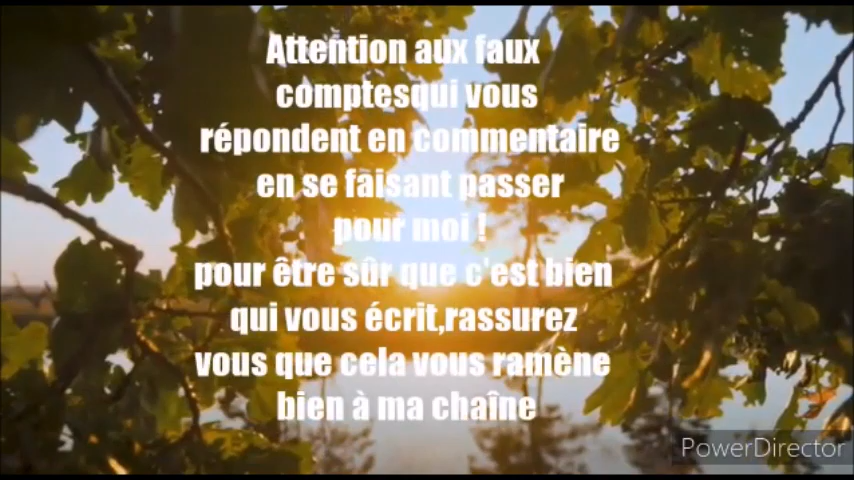 Attention aux faux
comptesqui vous
répondent en commentaire
en se faisant passer
pour moi !
pour être sûr que c'est bien
qui vous écrit,rassurez
vous que cela vous ramène
bien à ma chaîne
PowerDirector